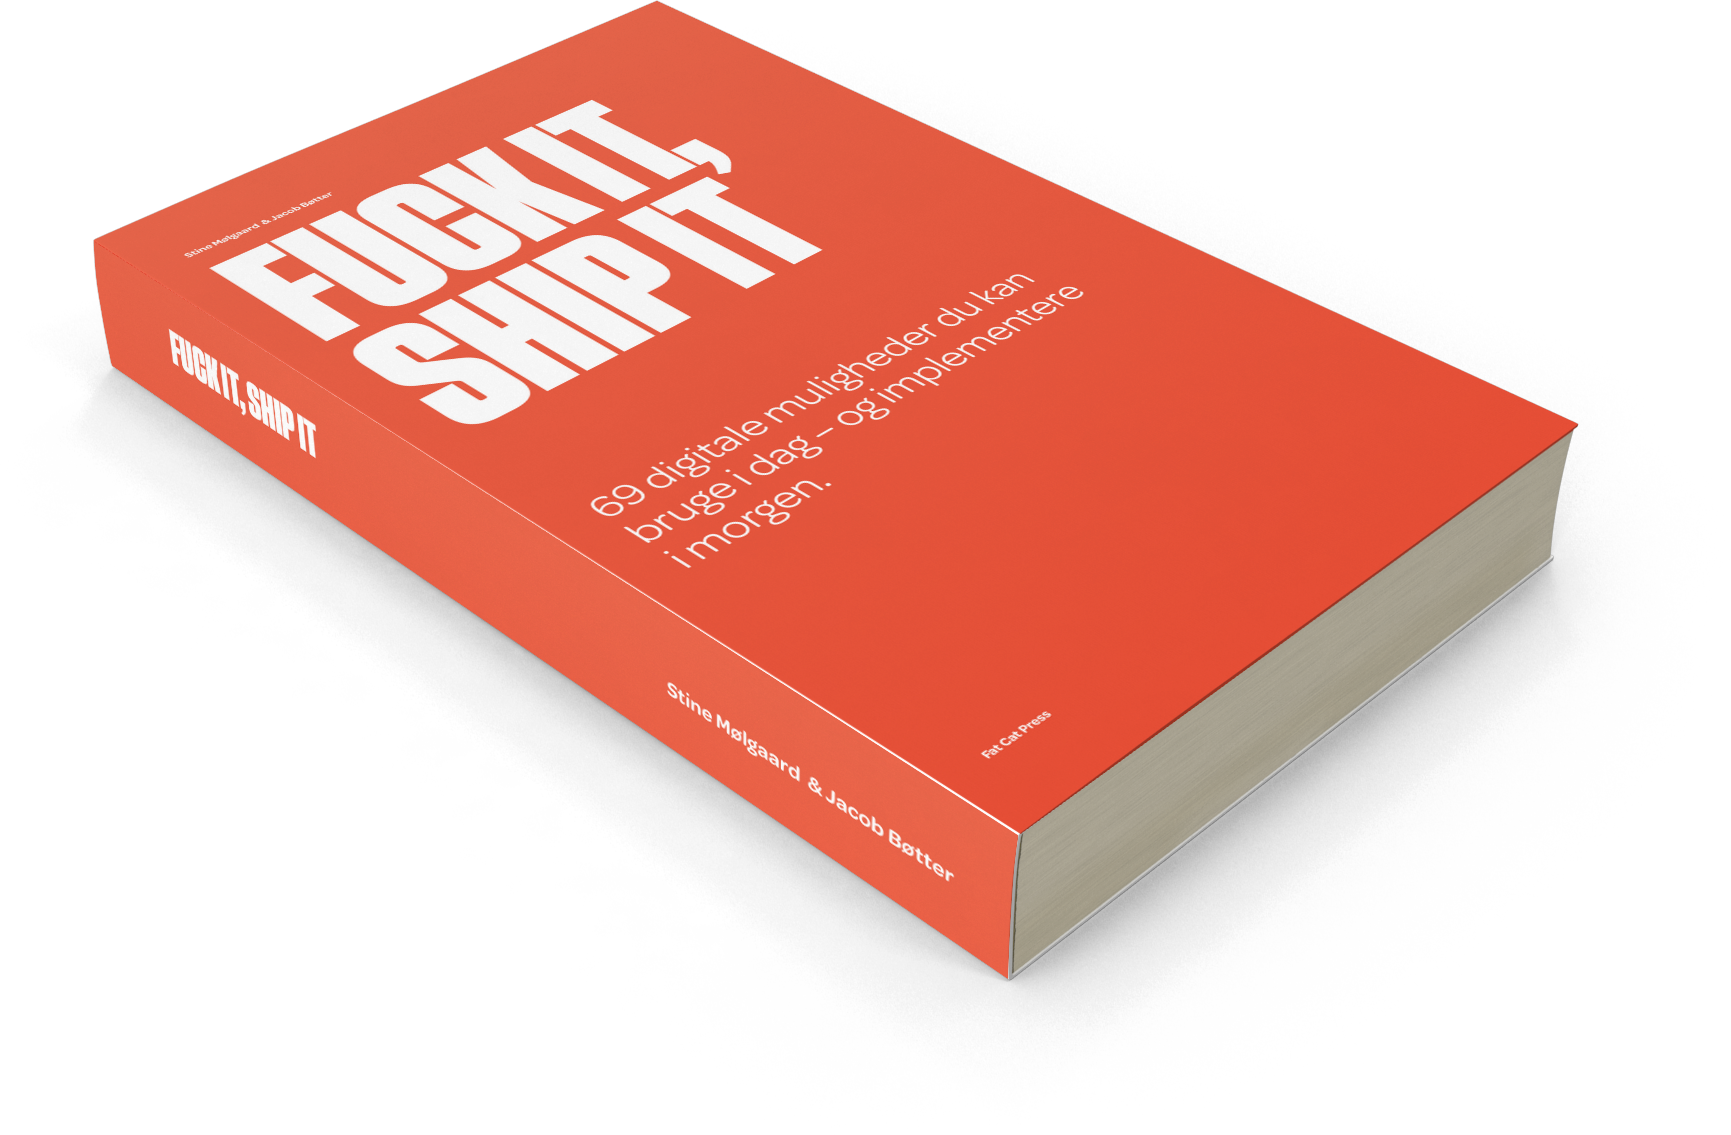 Stine Mølgaard & Jacob Bøtter
FUCK IT,
SHIP IT
69 digitale muligheder du kan
bruge i dag – og implementere
i morgen.
Fat Cat Press
FUCK IT, SHIP IT
Stine Mølgaard & Jacob Bøtter